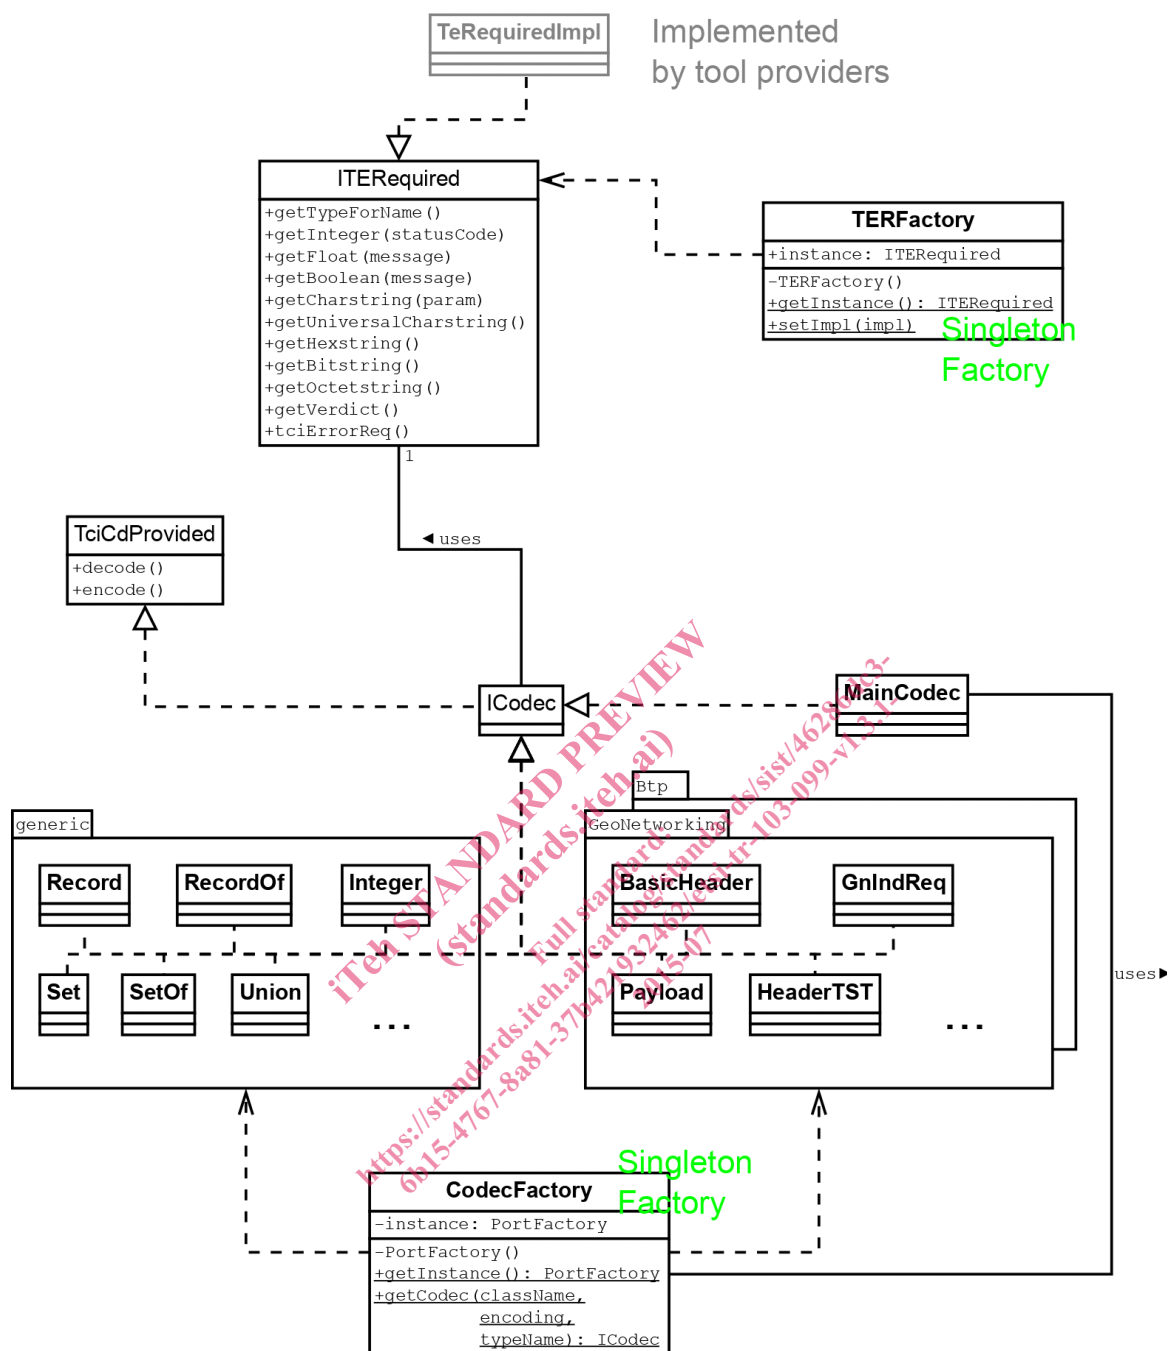 TeRequiredImpl
Implemented
by tool providers
ITERequired
+getTypeForName()
+getInteger(statusCode)
+getFloat(message)
+getBoolean(message)
+getCharstring(param)
+getUniversalCharstring()
+getHexstring()
+getBitstring()
+getOctetstring()
+getVerdict()
+tciErrorReq()
1
TERFactory
+instance: ITERequired
-TERFactory()
+getInstance(): ITERequired
+setImpl(impl)
Singleton
Factory
◄ uses
TciCdProvided
+decode()
+encode()
ICodec
MainCodec
Btp
generic
GeoNetworking
Record
RecordOf
Integer
BasicHeader
GnIndReq
Set
SetOf
Union
...
Payload
HeaderTST
...
uses►
Singleton
Factory
CodecFactory
-instance: PortFactory
-PortFactory()
+getInstance(): PortFactory
+getCodec(className,
encoding,
typeName): ICodec
iTeh STANDARD PREVIEW
(standards.iteh.ai)
Full standard:
https://standards.iteh.ai/catalog/standards/sist/46286dc3-
6b15-4767-8a81-37b421932462/etsi-tr-103-099-v1.3.1-
2015-07